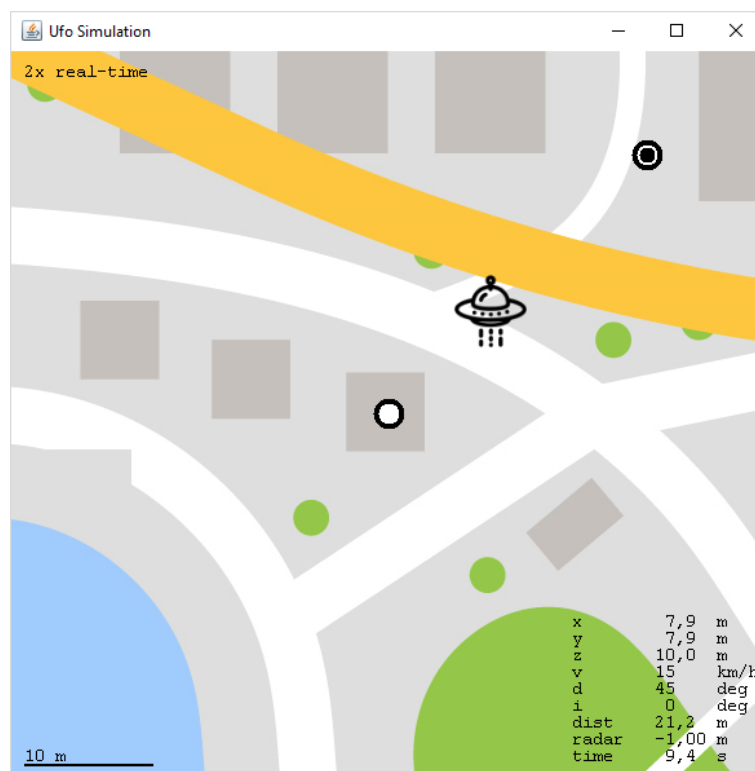 Ufo Simulation
2x real-time
x 7,9 m
y 7,9 m
z 10,0 m
v 15 km/h
d 45 deg
i 0 deg
dist 21,2 m
radar -1,00 m
time 9,4 s
10 m